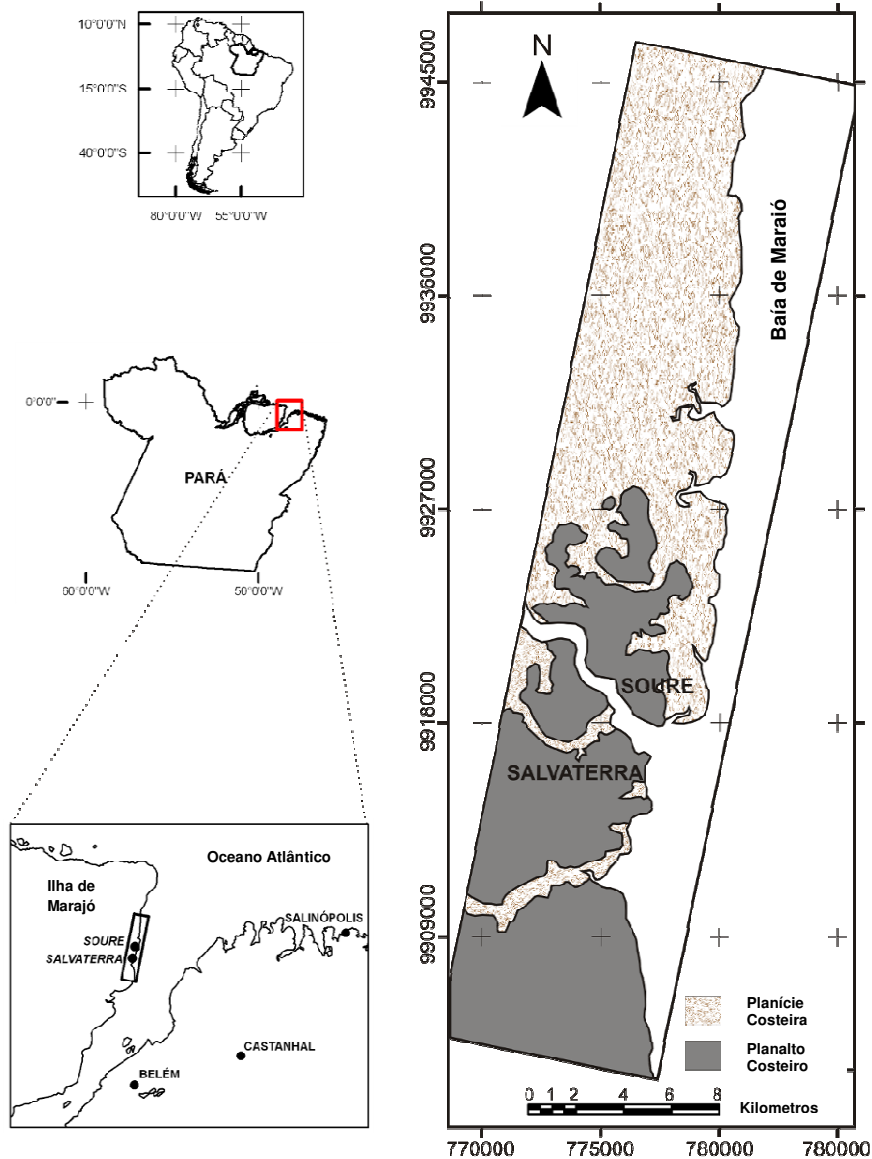 10°0'0"N
15°0'0"S
40°0'0"S
80°0'0"W 55°0'0"W
0°0'0"
PARÁ
60°0'0"W 50°0'0"W
Oceano Atlântico
Ilha de
Marajó
SALINÓPOLIS
SOURE
SALVATERRA
CASTANHAL
BELÉM
N
Baía de Maraió
SOURE
SALVATERRA
Planície
Costeira
Planalto
Costeiro
0 1 2 4 6 8
Kilometros
9945000
9936000
9927000
9918000
9909000
770000 775000 780000 780000